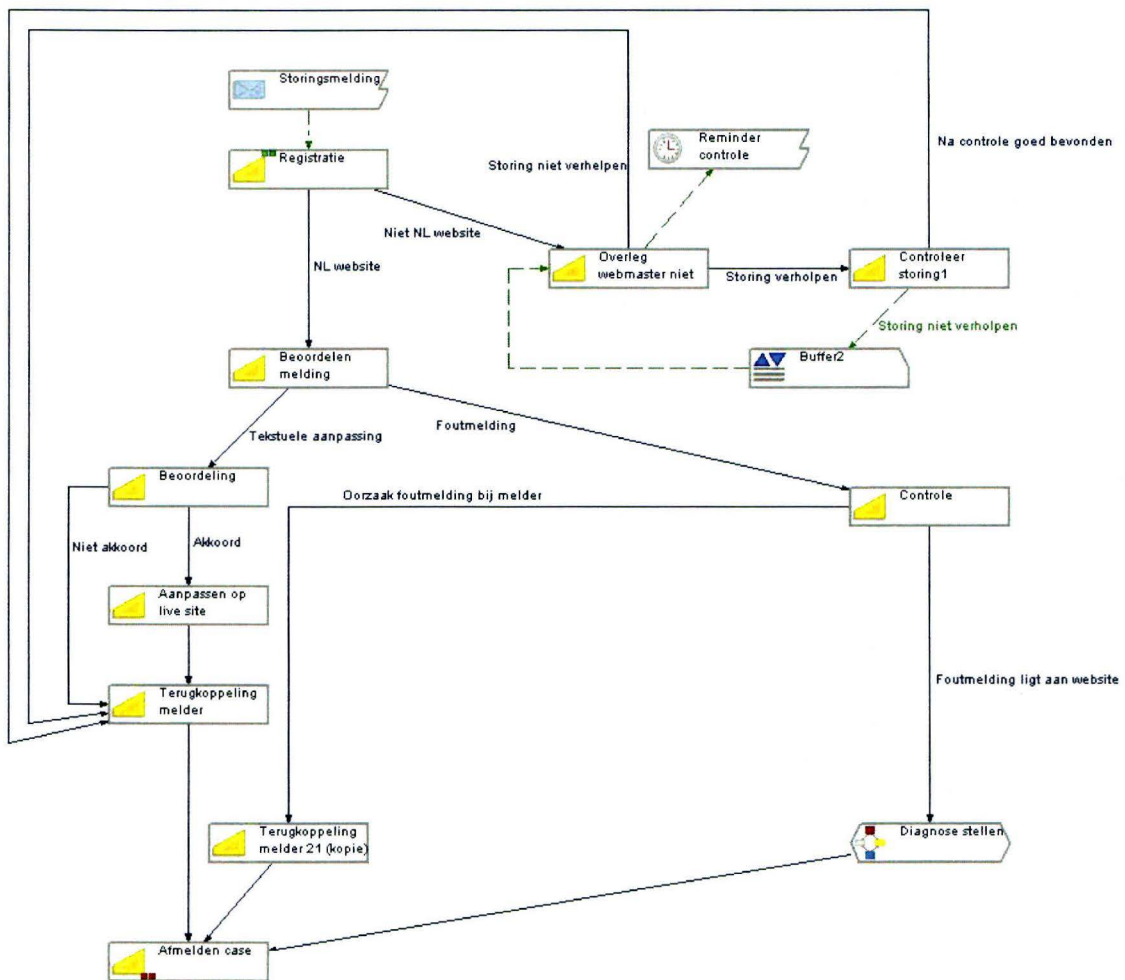 Storingsmelding
Registratie
Reminder
controle
Na controle goed bevonden
Storing niet verhelpen
Niet NL website
NL website
Overleg
webmaster niet
Storing verholpen
Controleer
storing1
Storing niet verholpen
Buffer2
Beoordelen
melding
Tekstuele aanpassing
Foutmelding
Beoordeling
Oorzaak foutmelding bij melder
Controle
Niet akkoord
Akkoord
Aanpassen op
live site
Terugkoppeling
melder
Foutmelding ligt aan website
Terugkoppeling
melder 21 (kopie)
Diagnose stellen
Afmelden case